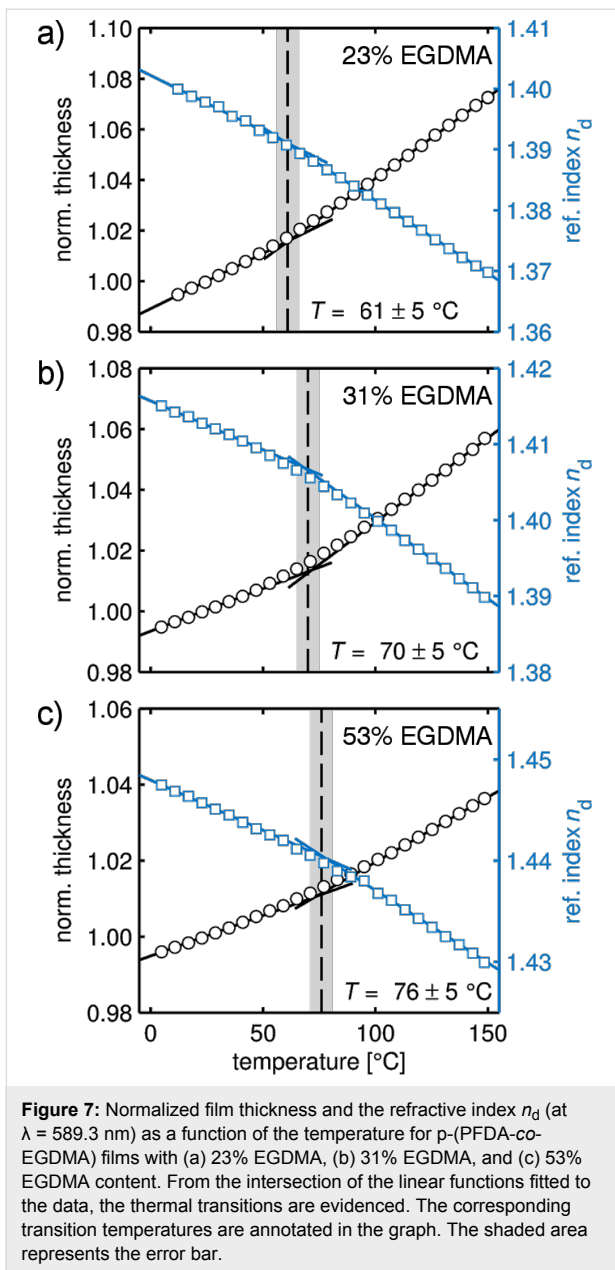 a)
23% EGDMA
norm. thickness
1.10
1.08
1.06
1.04
1.02
1.00
0.98
ref. index nd
1.41
1.40
1.39
1.38
1.37
1.36
T = 61 ± 5 °C
b)
31% EGDMA
norm. thickness
1.08
1.06
1.04
1.02
1.00
0.98
ref. index nd
1.42
1.41
1.40
1.39
1.38
T = 70 ± 5 °C
c)
53% EGDMA
norm. thickness
1.06
1.04
1.02
1.00
0.98
ref. index nd
1.45
1.44
1.43
T = 76 ± 5 °C
0 50 100 150
temperature [°C]
Figure 7: Normalized film thickness and the refractive index nd (at
λ = 589.3 nm) as a function of the temperature for p-(PFDA-co-
EGDMA) films with (a) 23% EGDMA, (b) 31% EGDMA, and (c) 53%
EGDMA content. From the intersection of the linear functions fitted to
the data, the thermal transitions are evidenced. The corresponding
transition temperatures are annotated in the graph. The shaded area
represents the error bar.